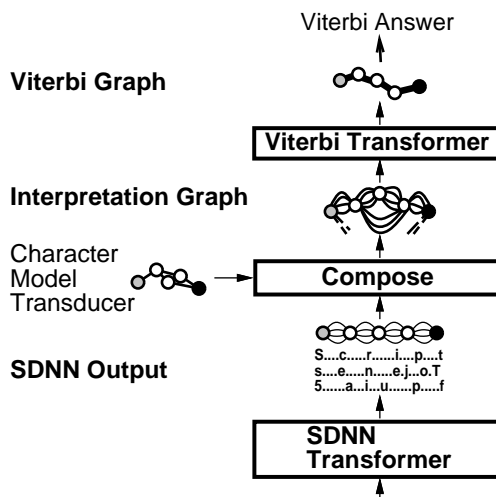 Viterbi Answer
Viterbi Graph
Viterbi Transformer
Interpretation Graph
Character
Model
Transducer
Compose
S....c.....r......i....p....t
s....e.....n.....e.j...o.T
5......a...i...u......p.....f
SDNN Output
SDNN
Transformer